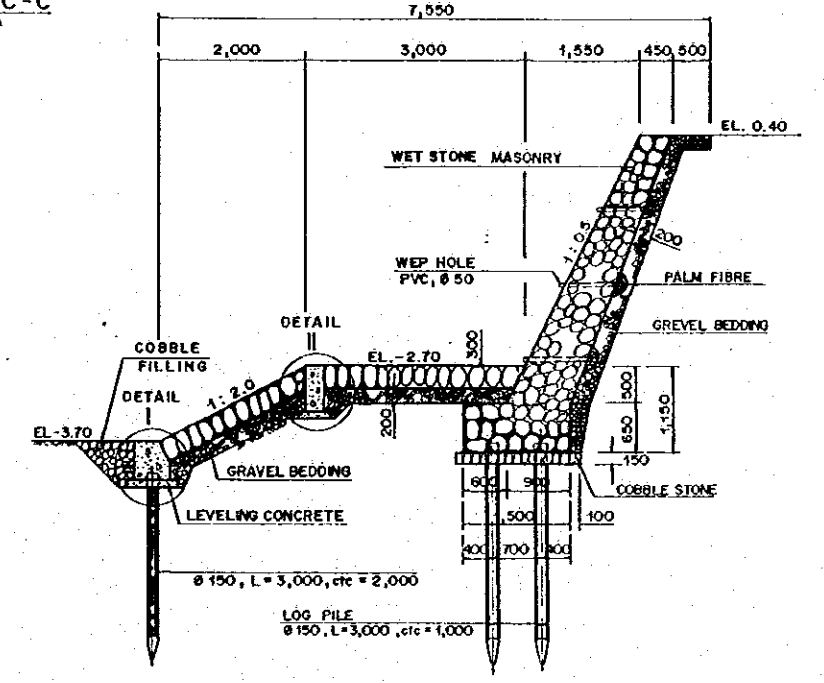 C-C
7,550
2,000 3,000 1,550 450 500
EL. 0.40
WET STONE MASONRY
1:0.5
200
WEP HOLE
PVC, Ø 50
PALM FIBRE
GREVEL BEDDING
DETAIL
II
EL.-2.70
300
COBBLE
FILLING
1:2.0
DETAIL
I
200
500
650
1,150
EL-3.70
150
GRAVEL BEDDING
600 900
COBBLE STONE
LEVELING CONCRETE
,500
100
400 700 400
Ø 150, L=3,000, ctc = 2,000
LOG PILE
Ø 150, L=3,000, ctc = 1,000